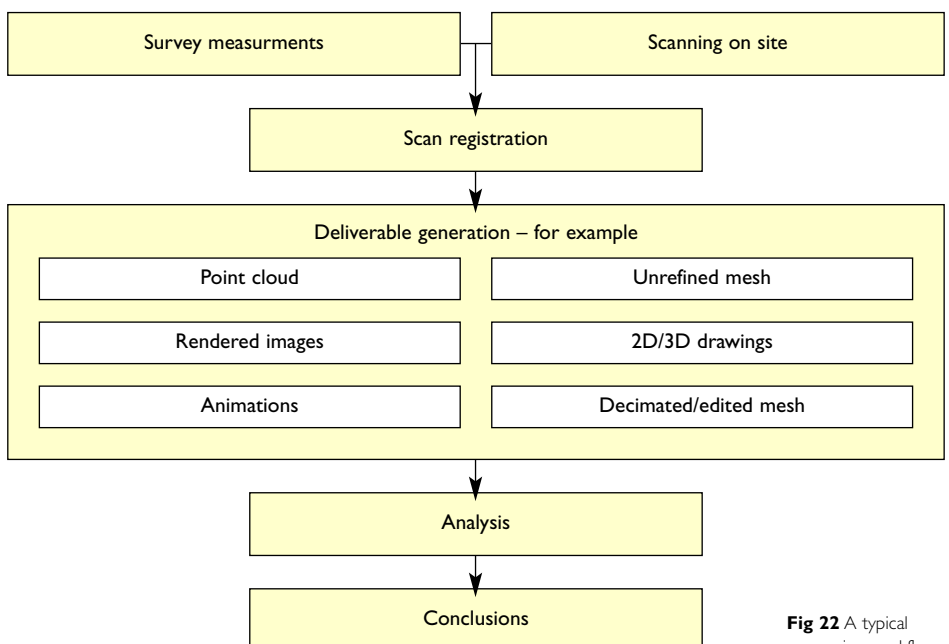 Survey measurments
Scanning on site
Scan registration
Deliverable generation – for example
Point cloud
Unrefined mesh
Rendered images
2D/3D drawings
Animations
Decimated/edited mesh
Analysis
Conclusions
Fig 22 A typical